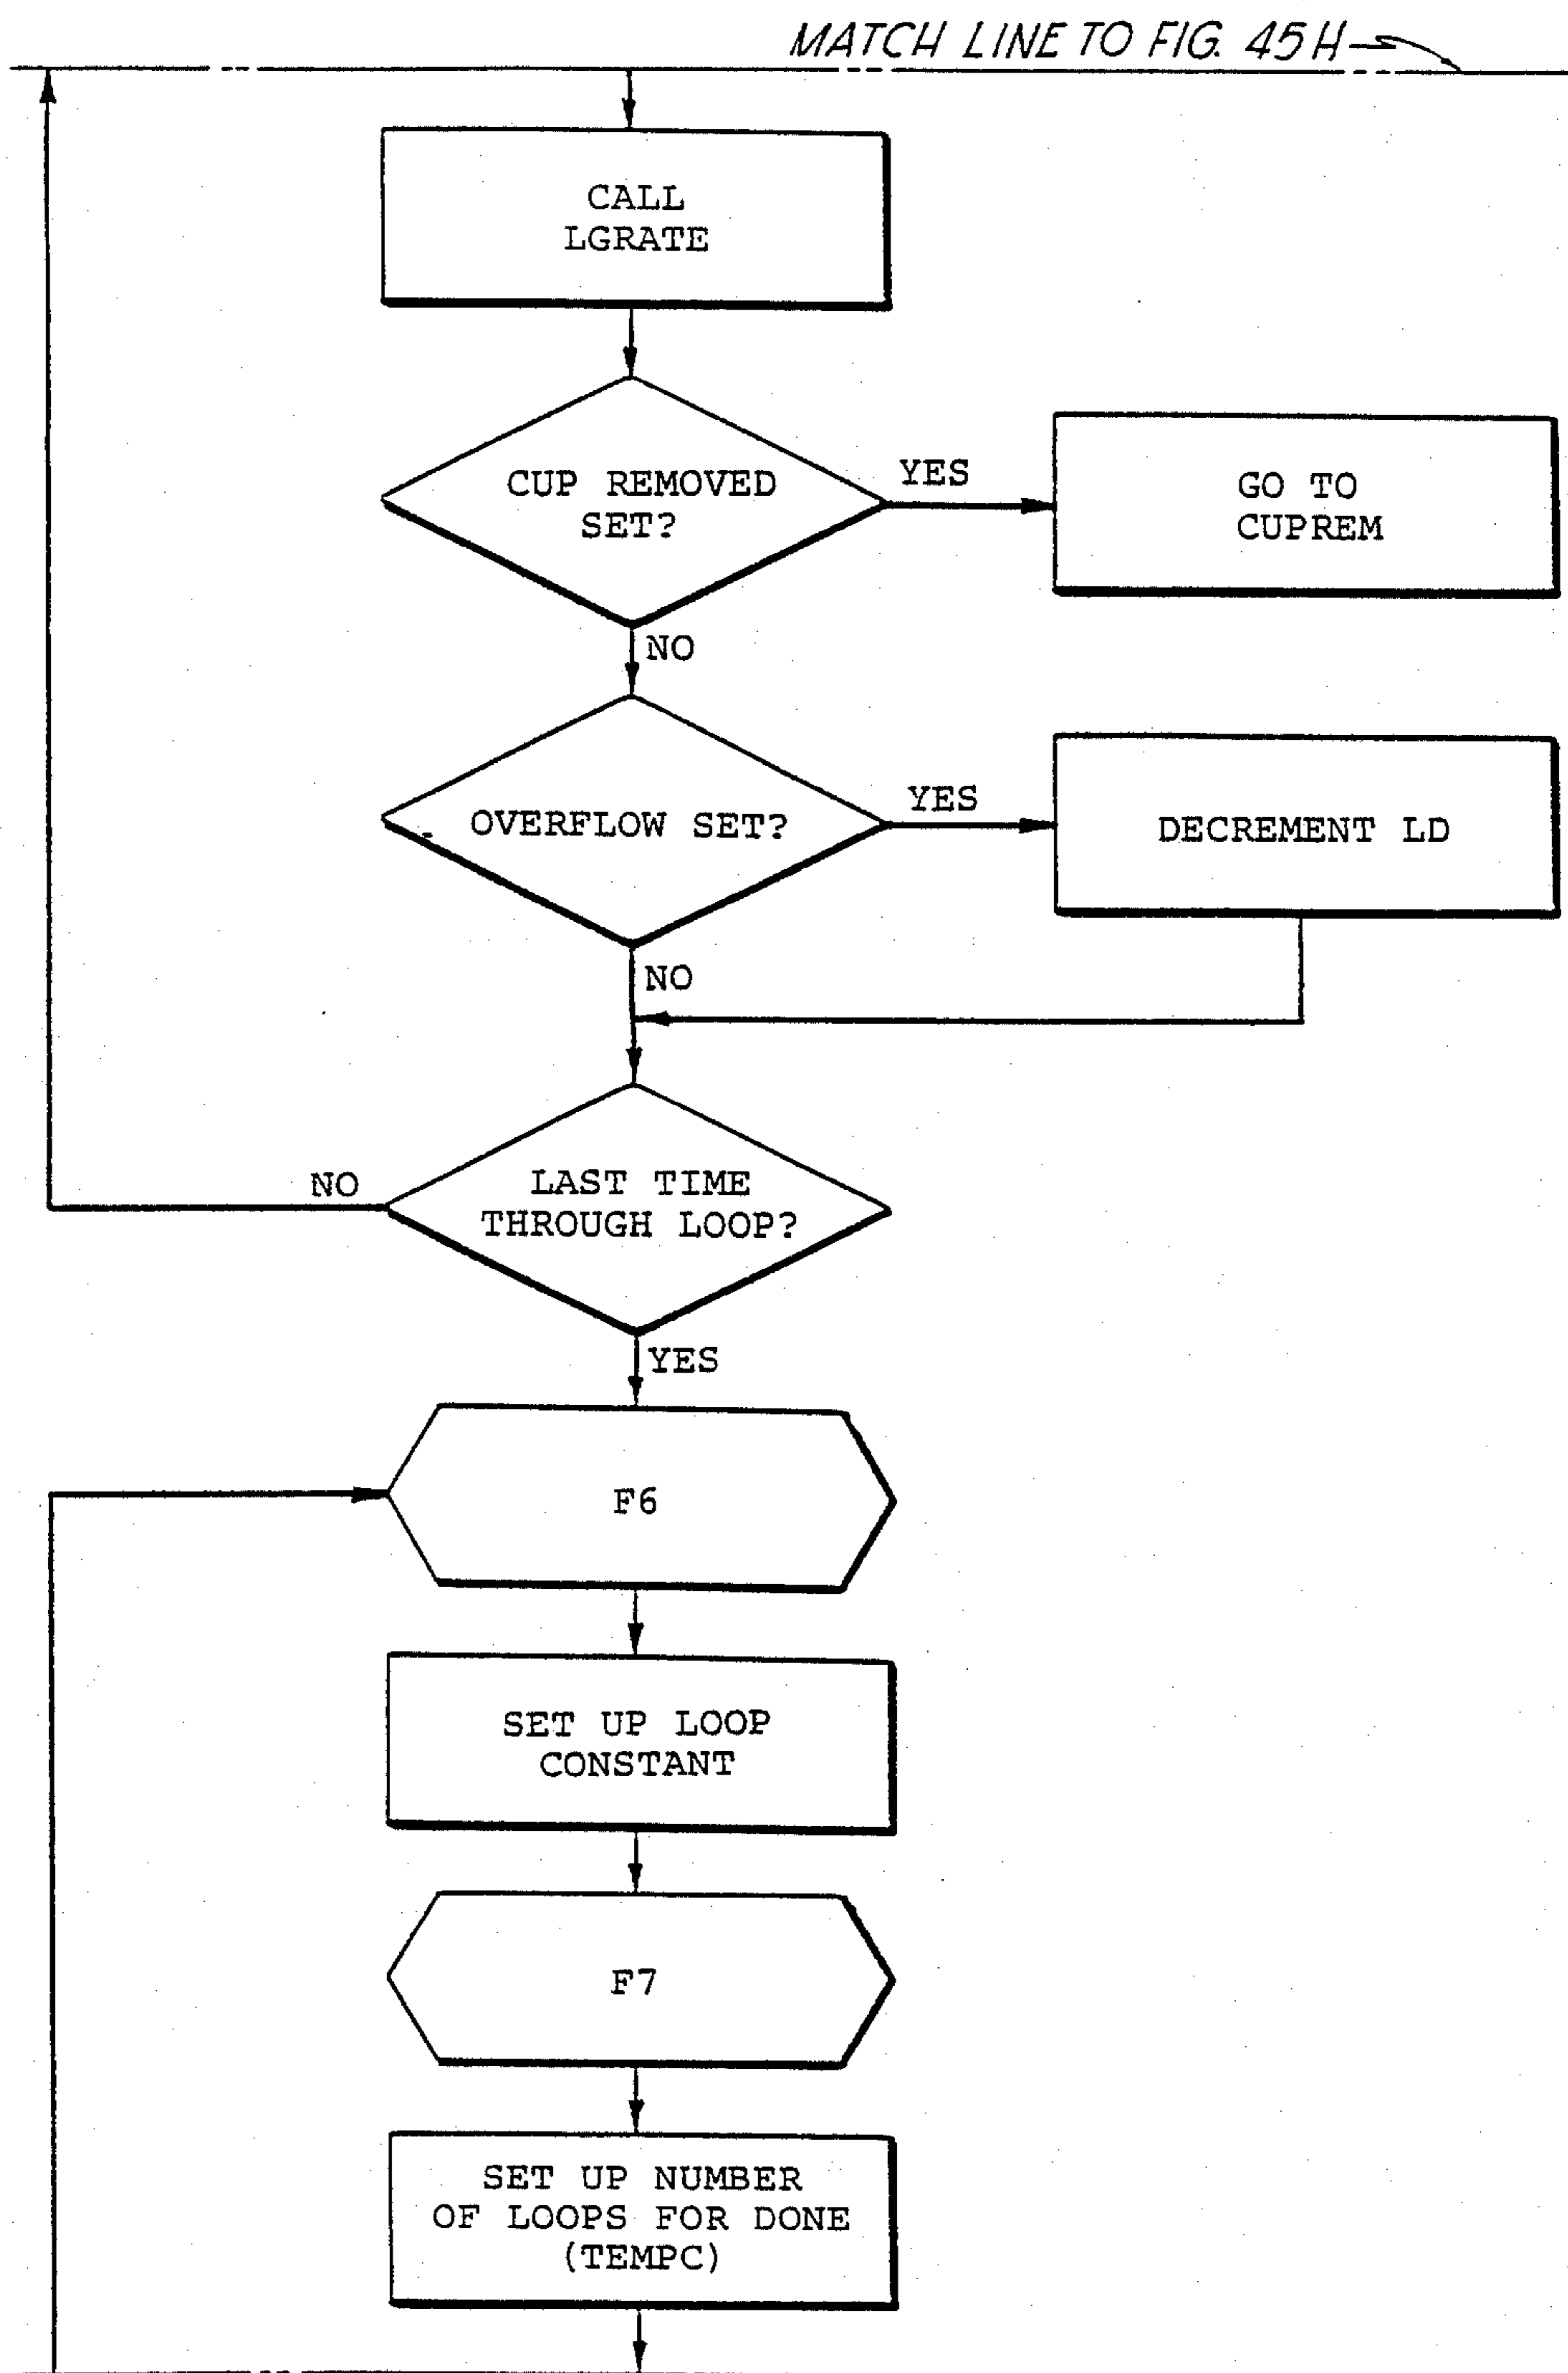 MATCH LINE TO FIG. 45H
CALL
LGRATE
CUP REMOVED
SET?
YES
GO TO
CUPREM
NO
OVERFLOW SET?
YES
DECREMENT LD
NO
LAST TIME
THROUGH LOOP?
NO
YES
F6
SET UP LOOP
CONSTANT
F7
SET UP NUMBER
OF LOOPS FOR DONE
(TEMPC)